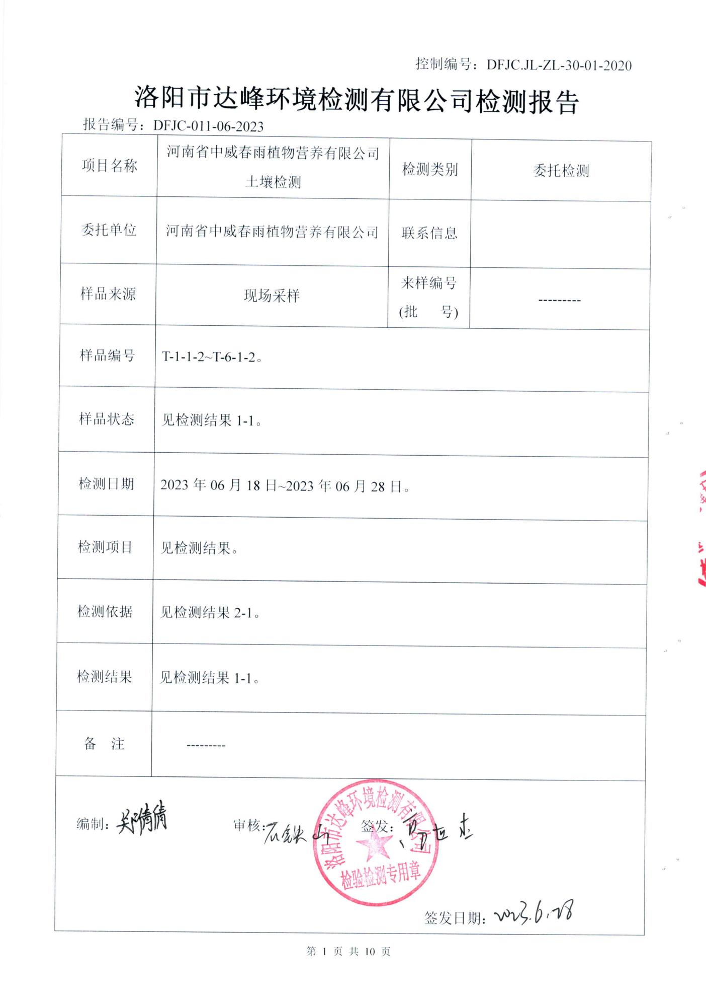 控制编号：DFJC.JL-ZL-30-01-2020
洛阳市达峰环境检测有限公司检测报告
报告编号：DFJC-011-06-2023
项目名称
河南省中威春雨植物营养有限公司
土壤检测
检测类别
委托检测
委托单位
河南省中威春雨植物营养有限公司
联系信息
样品来源
现场采样
来样编号
(批 号)
---------
样品编号
T-1-1-2~T-6-1-2。
样品状态
见检测结果 1-1。
检测日期
2023 年 06 月 18 日~2023 年 06 月 28 日。
检测项目
见检测结果。
检测依据
见检测结果 2-1。
检测结果
见检测结果 1-1。
备 注
---------
编制：
审核：石铁山
签发：
洛阳市达峰环境检测有限公司
检验检测专用章
签发日期：2023.6.28
第 1 页 共 10 页